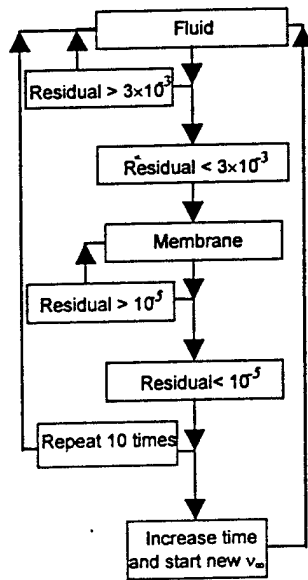 Fluid
Residual > 3×10⁻³
Residual < 3×10⁻³
Membrane
Residual > 10⁻⁵
Residual< 10⁻⁵
Repeat 10 times
Increase time
and start new ν∞